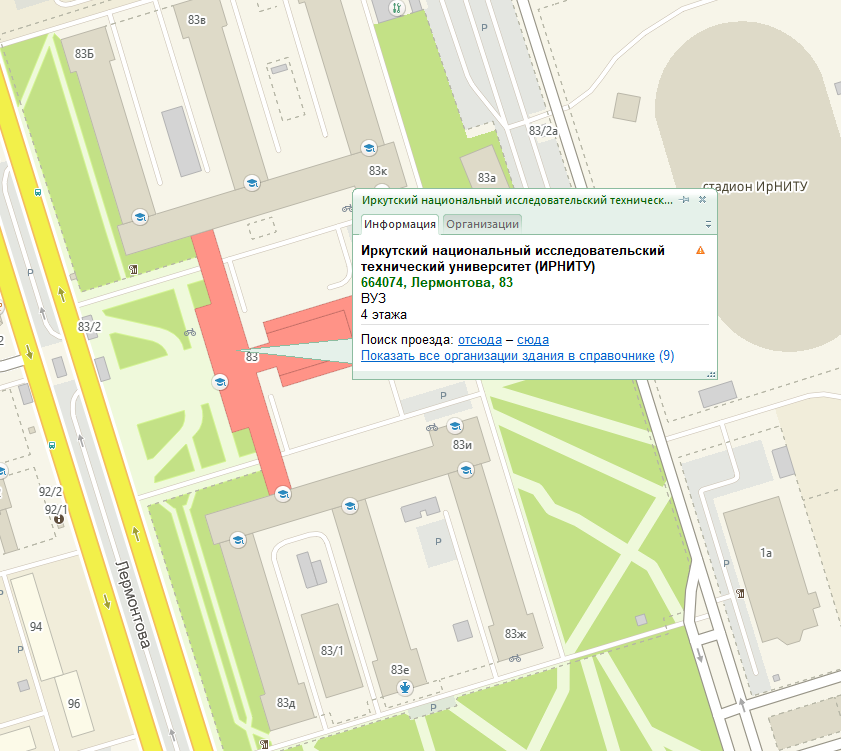 83в
83Б
P
83/2а
83к
83а
стадион ИрНИТУ
Иркутский национальный исследовательский техническ...
Информация
Организации
Иркутский национальный исследовательский
технический университет (ИРНИТУ)
664074, Лермонтова, 83
ВУЗ
4 этажа
Поиск проезда: отсюда – сюда
Показать все организации здания в справочнике (9)
P
83/2
83
P
83и
92/2
92/1
P
P
1а
Лермонтова
94
P
83/1
83ж
83е
96
83д
P